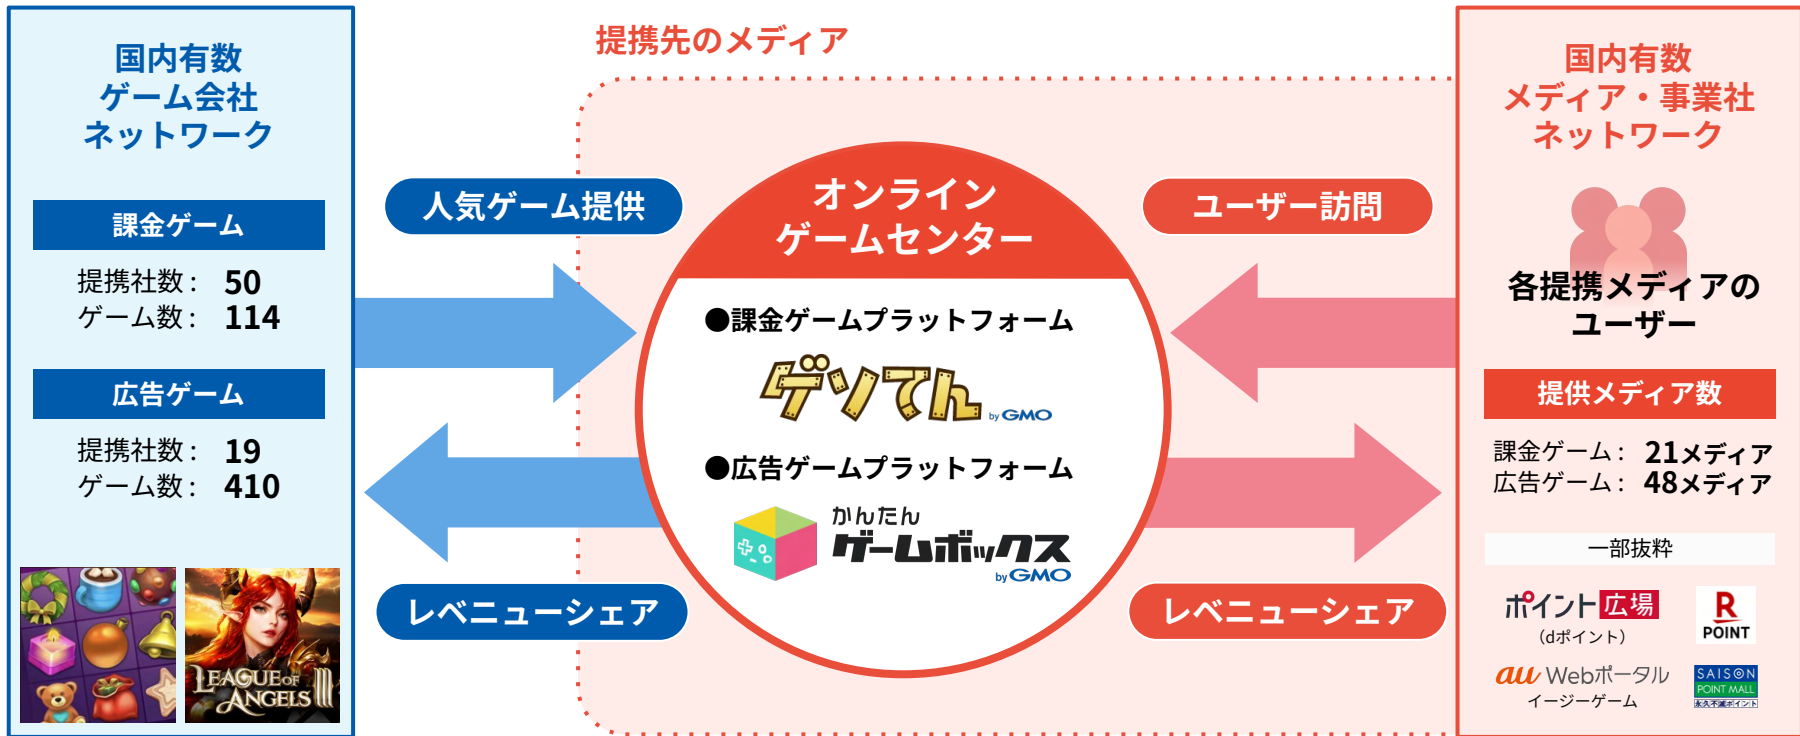 国内有数
ゲーム会社
ネットワーク
課金ゲーム
提携社数： 50
ゲーム数： 114
広告ゲーム
提携社数： 19
ゲーム数： 410
LEAGUE OF
ANGELS III
提携先のメディア
人気ゲーム提供
レベニューシェア
オンライン
ゲームセンター
●課金ゲームプラットフォーム
ゲソてん by GMO
●広告ゲームプラットフォーム
かんたん
ゲームボックス
by GMO
ユーザー訪問
レベニューシェア
国内有数
メディア・事業社
ネットワーク
各提携メディアの
ユーザー
提供メディア数
課金ゲーム： 21メディア
広告ゲーム： 48メディア
一部抜粋
ポイント広場
（dポイント）
R
POINT
au Webポータル
イージーゲーム
SAISON
POINT MALL
永久不滅ポイント